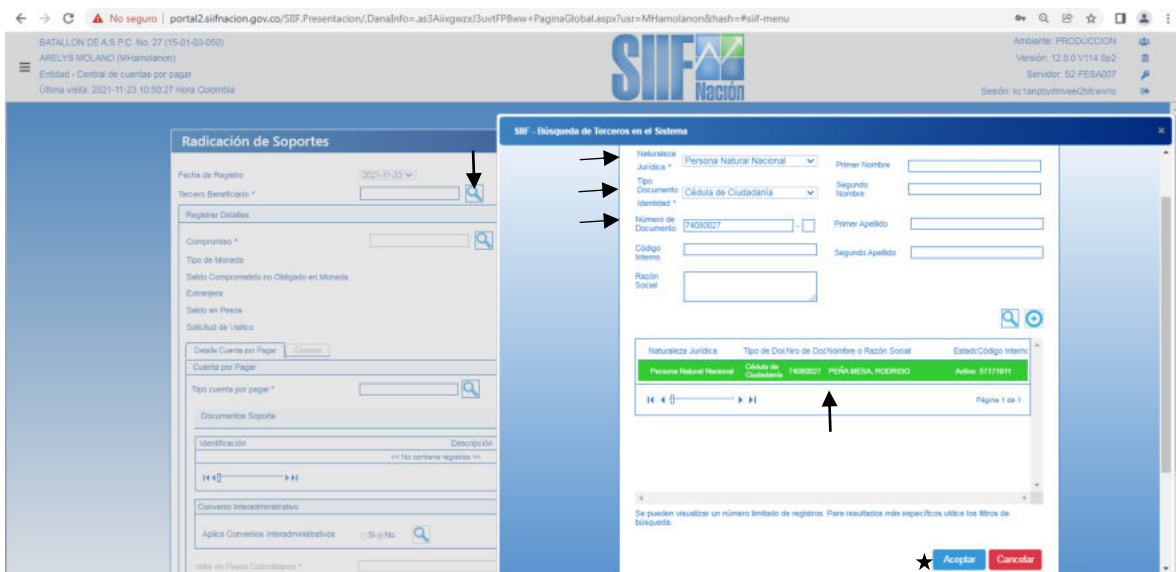 No seguro | portal2.siifnacion.gov.co/SIIF.Presentacion/,DanaInfo=.as3AiixgwzxI3uvtFP8ww+PaginaGlobal.aspx?usr=MHamolanon&hash=#siif-menu
BATALLON DE A.S.P.C. No. 27 (15-01-03-050)
ARELYS MOLANO (MHamolanon)
Entidad - Central de cuentas por pagar
Última visita: 2021-11-23 10:50:27 Hora Colombia
SIIF Nación
Ambiente: PRODUCCION
Versión: 12.0.0 V114 Sp2
Servidor: S2-FESA007
Sesión:
Radicación de Soportes
Fecha de Registro 2021-11-23
Tercero Beneficiario *
Registrar Detalles
Compromiso *
Tipo de Moneda
Saldo Comprometido no Obligado en Moneda
Extranjera
Saldo en Pesos
Solicitud de Viatico
Detalle Cuenta por Pagar
Cuenta por Pagar
Tipo cuenta por pagar *
Documentos Soporte
Identificación Descripción
<< No contiene registros >>
Convenio Interadministrativo
Aplica Convenios Interadministrativos Si No
Valor en Pesos Colombianos *
SIIF - Búsqueda de Terceros en el Sistema
Naturaleza Jurídica * Persona Natural Nacional Primer Nombre
Tipo Documento Identidad * Cédula de Ciudadanía Segundo Nombre
Número de Documento 74080027 - Primer Apellido
Código Interno Segundo Apellido
Razón Social
Naturaleza Jurídica Tipo de Doc Nro de Doc Nombre o Razón Social Estado Código Interno
Persona Natural Nacional Cédula de Ciudadanía 74080027 PEÑA MESA, RODRIGO Activo 57171911
Página 1 de 1
Se pueden visualizar un número limitado de registros. Para resultados más específicos utilice los filtros de
búsqueda.
Aceptar Cancelar